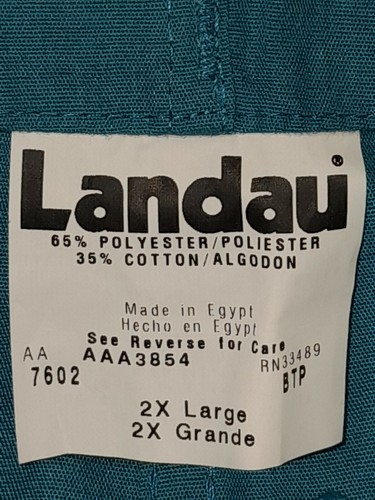 Landau®
65% POLYESTER/POLIESTER
35% COTTON/ALGODON
Made in Egypt
Hecho en Egypt
See Reverse for Care
AA AAA3854 RN33489
7602 BTP
2X Large
2X Grande